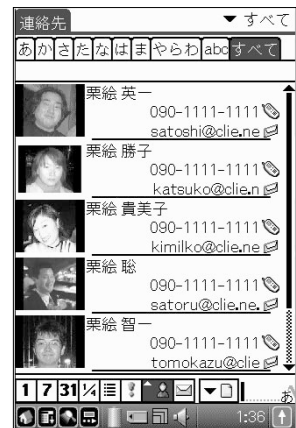 連絡先 ▼ すべて
あ か さ た な は ま や ら わ abc すべて
栗絵 英一
090-1111-1111
satoshi@clie.ne
栗絵 勝子
090-1111-1111
katsuko@clie.n
栗絵 貴美子
090-1111-1111
kimilko@clie.ne
栗絵 聡
090-1111-1111
satoru@clie.ne.
栗絵 智一
090-1111-1111
tomokazu@clie.ne
1 7 31 あ
1:36